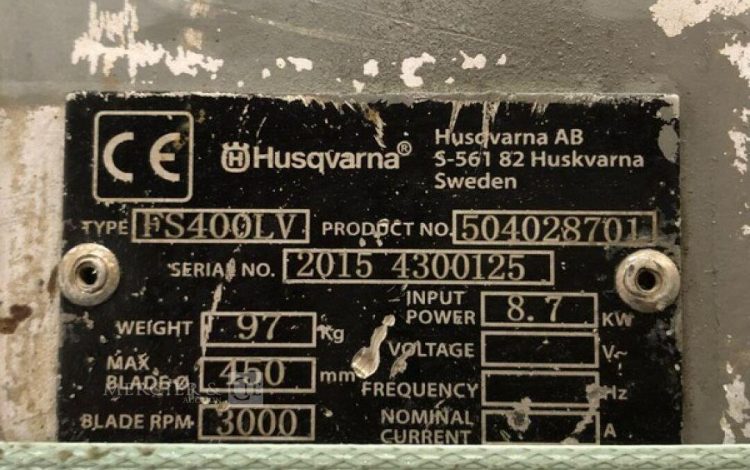 CE
Husqvarna®
Husqvarna AB
S-561 82 Huskvarna
Sweden
TYPE FS400LV PRODUCT NO. 504028701
SERIAL NO. 2015 4300125
WEIGHT 97 Kg
INPUT POWER 8.7 KW
MAX. BLADE Ø 450 mm
VOLTAGE V~
FREQUENCY Hz
BLADE RPM 3000
NOMINAL CURRENT A
MERCIER &